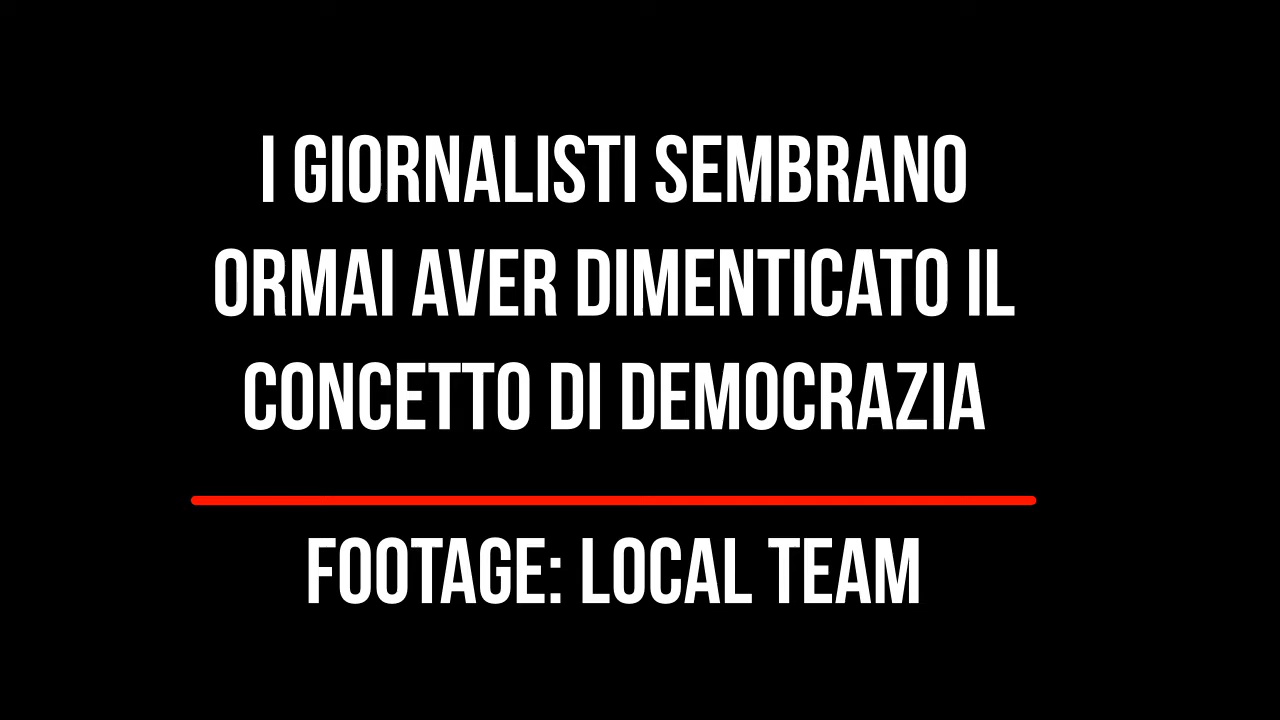 I GIORNALISTI SEMBRANO
ORMAI AVER DIMENTICATO IL
CONCETTO DI DEMOCRAZIA
FOOTAGE: LOCAL TEAM